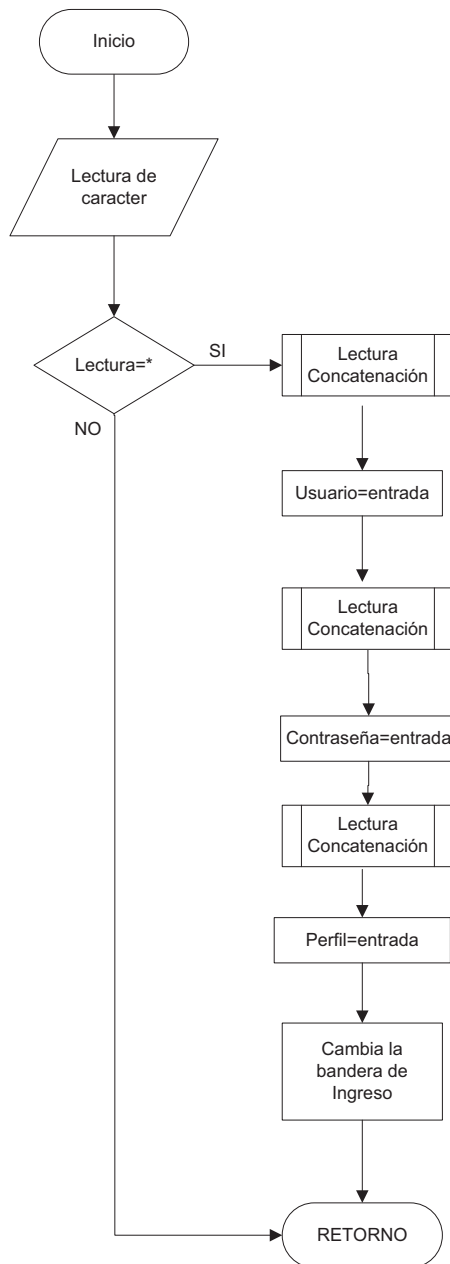 Inicio
Lectura de
caracter
Lectura=*
SI
NO
Lectura
Concatenación
Usuario=entrada
Lectura
Concatenación
Contraseña=entrada
Lectura
Concatenación
Perfil=entrada
Cambia la
bandera de
Ingreso
RETORNO